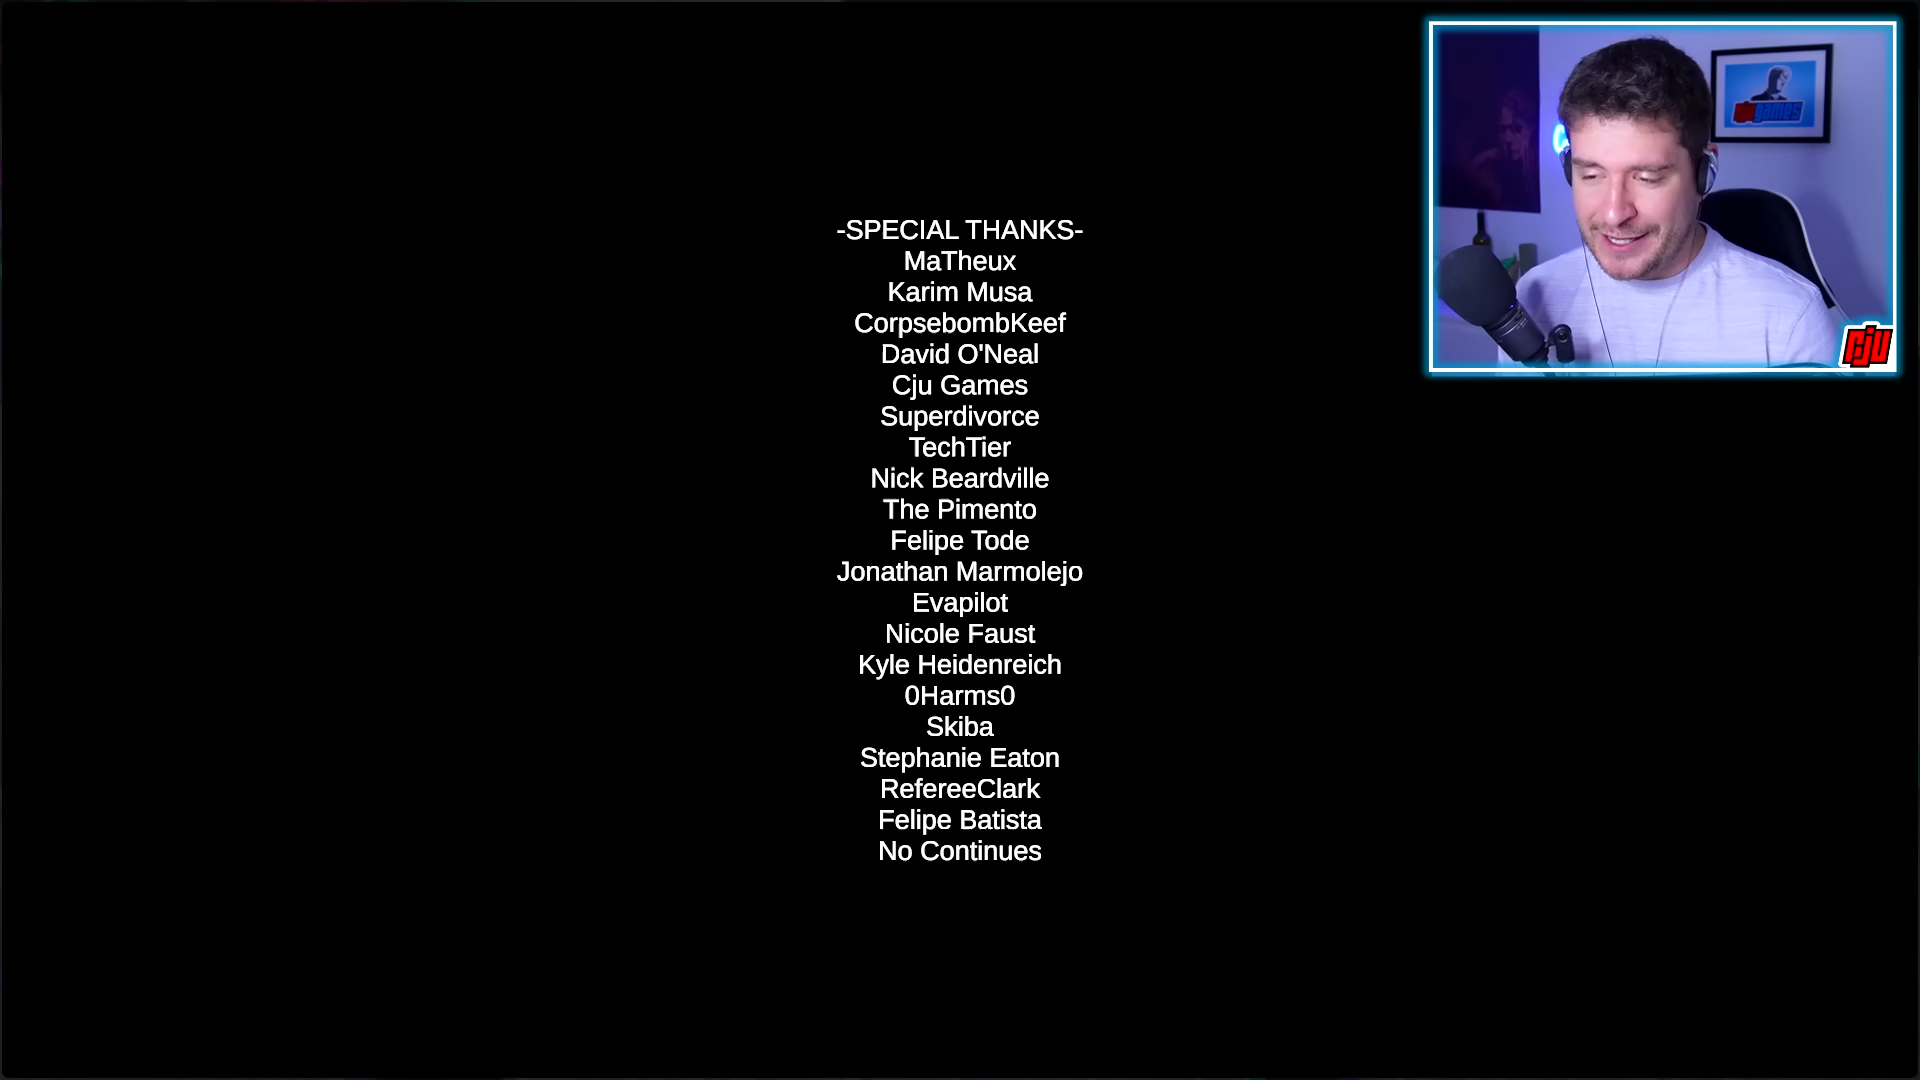 -SPECIAL THANKS-
MaTheux
Karim Musa
CorpsebombKeef
David O'Neal
Cju Games
Superdivorce
TechTier
Nick Beardville
The Pimento
Felipe Tode
Jonathan Marmolejo
Evapilot
Nicole Faust
Kyle Heidenreich
0Harms0
Skiba
Stephanie Eaton
RefereeClark
Felipe Batista
No Continues
cjugames
cju